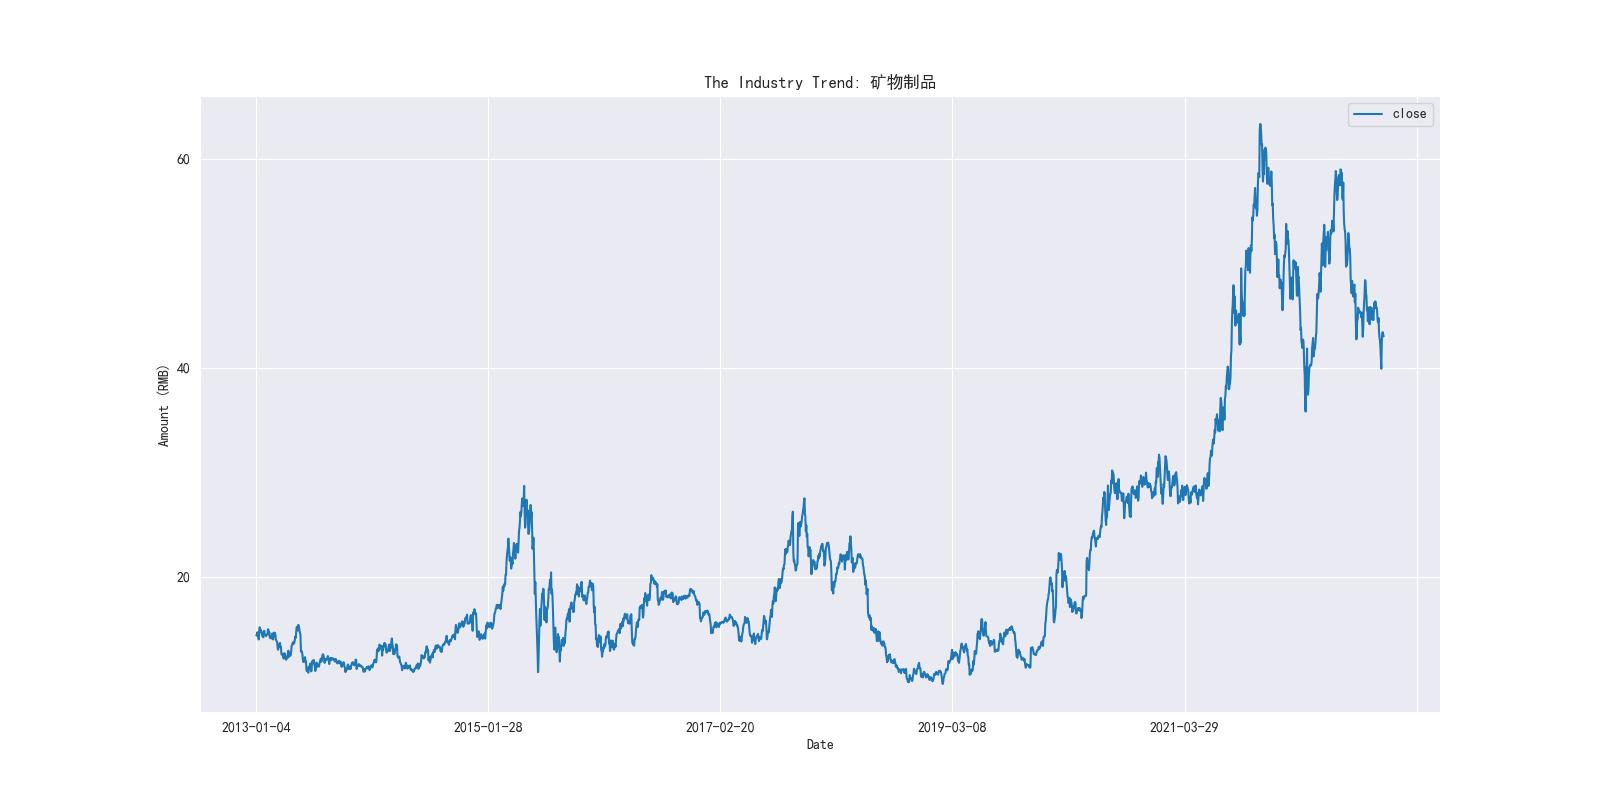 The Industry Trend: 矿物制品
close
60
40
20
Amount (RMB)
2013-01-04
2015-01-28
2017-02-20
2019-03-08
2021-03-29
Date